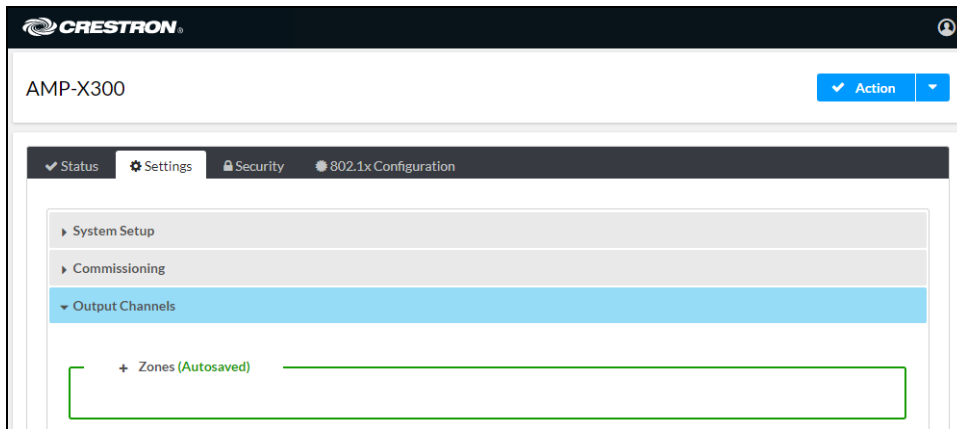 CRESTRON®
AMP-X300
Action
Status Settings Security 802.1x Configuration
System Setup
Commissioning
Output Channels
+ Zones (Autosaved)